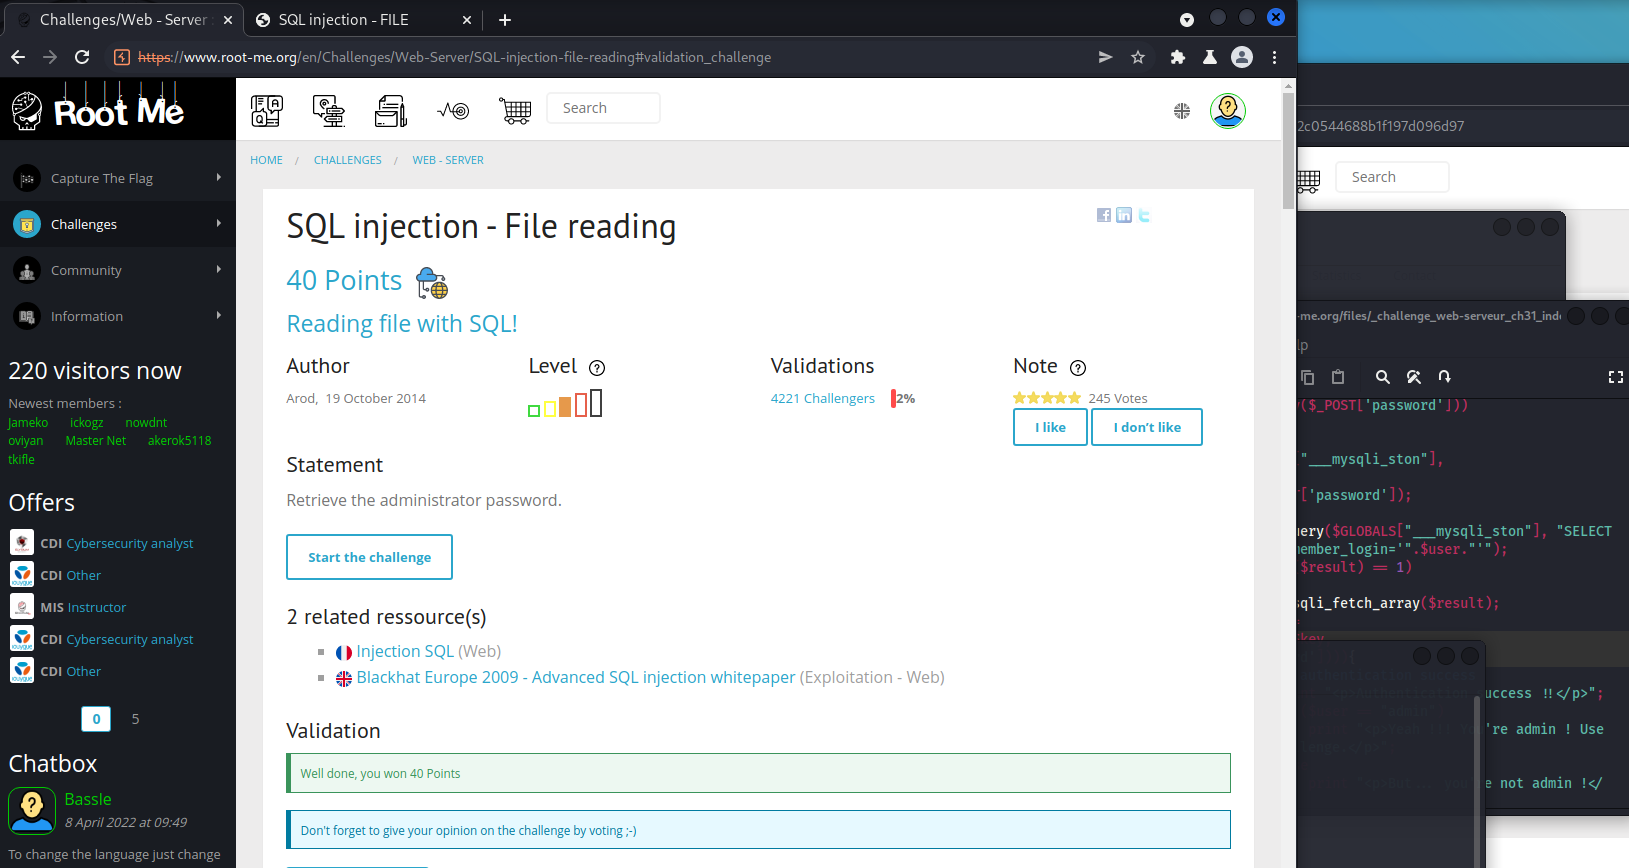 Challenges/Web - Server
SQL injection - FILE
https://www.root-me.org/en/Challenges/Web-Server/SQL-injection-file-reading#validation_challenge
Root Me
Search
Capture The Flag
Challenges
Community
Information
220 visitors now
Newest members :
Jameko ickogz nowdnt
oviyan Master Net akerok5118
tkifle
Offers
CDI Cybersecurity analyst
CDI Other
MIS Instructor
CDI Cybersecurity analyst
CDI Other
0 5
Chatbox
Bassle
8 April 2022 at 09:49
To change the language just change
HOME / CHALLENGES / WEB - SERVER
SQL injection - File reading
40 Points
Reading file with SQL!
Author
Arod, 19 October 2014
Level
Validations
4221 Challengers 2%
Note
245 Votes
I like
I don't like
Statement
Retrieve the administrator password.
Start the challenge
2 related ressource(s)
Injection SQL (Web)
Blackhat Europe 2009 - Advanced SQL injection whitepaper (Exploitation - Web)
Validation
Well done, you won 40 Points
Don't forget to give your opinion on the challenge by voting ;-)
2c0544688b1f197d096d97
Search
-me.org/files/_challenge_web-serveur_ch31_inde
lp
($_POST['password']))
"___mysqli_ston"],
['password']);
ery($GLOBALS["___mysqli_ston"], "SELECT
member_login='".$user."'");
$result) == 1)
sqli_fetch_array($result);
$key
uccess !!</p>";
're admin ! Use
e not admin !</